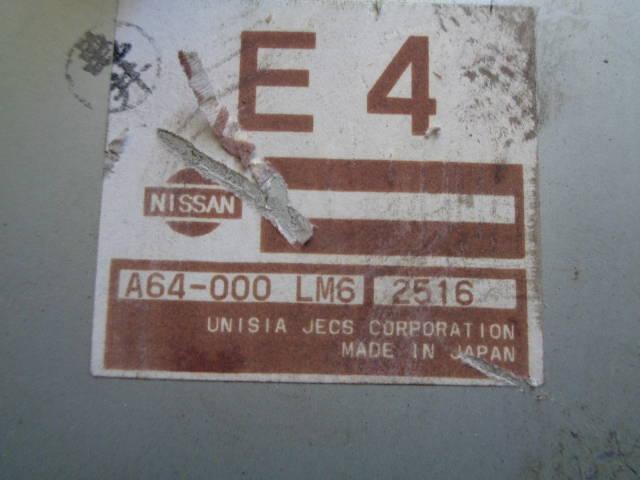 E 4
NISSAN
A64-000 LM6 2516
UNISIA JECS CORPORATION
MADE IN JAPAN